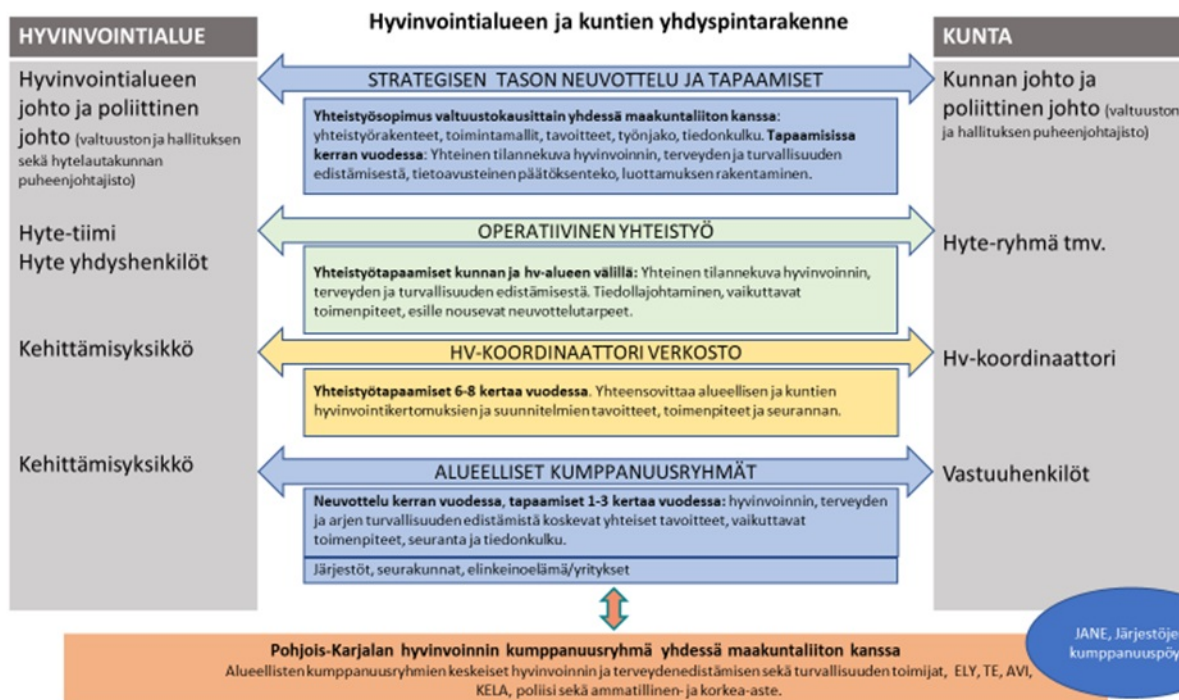 Hyvinvointialueen ja kuntien yhdyspintarakenne
HYVINVOINTIALUE
Hyvinvointialueen
johto ja poliittinen
johto (valtuuston ja hallituksen
sekä hytelautakunnan
puheenjohtajisto)
Hyte-tiimi
Hyte yhdyshenkilöt
Kehittämisyksikkö
Kehittämisyksikkö
STRATEGISEN TASON NEUVOTTELU JA TAPAAMISET
Yhteistyösopimus valtuustokausittain yhdessä maakuntaliiton kanssa:
yhteistyörakenteet, toimintamallit, tavoitteet, työnjako, tiedonkulku. Tapaamisissa
kerran vuodessa: Yhteinen tilannekuva hyvinvoinnin, terveyden ja turvallisuuden
edistämisestä, tietoavusteinen päätöksenteko, luottamuksen rakentaminen.
OPERATIIVINEN YHTEISTYÖ
Yhteistyötapaamiset kunnan ja hv-alueen välillä: Yhteinen tilannekuva hyvinvoinnin,
terveyden ja turvallisuuden edistämisestä. Tiedollajohtaminen, vaikuttavat
toimenpiteet, esille nousevat neuvottelutarpeet.
HV-KOORDINAATTORI VERKOSTO
Yhteistyötapaamiset 6-8 kertaa vuodessa. Yhteensovittaa alueellisen ja kuntien
hyvinvointikertomuksien ja suunnitelmien tavoitteet, toimenpiteet ja seurannan.
ALUEELLISET KUMPPANUUSRYHMÄT
Neuvottelu kerran vuodessa, tapaamiset 1-3 kertaa vuodessa: hyvinvoinnin, terveyden
ja arjen turvallisuuden edistämistä koskevat yhteiset tavoitteet, vaikuttavat
toimenpiteet, seuranta ja tiedonkulku.
Järjestöt, seurakunnat, elinkeinoelämä/yritykset
KUNTA
Kunnan johto ja
poliittinen johto (valtuuston
ja hallituksen puheenjohtajisto)
Hyte-ryhmä tmv.
Hv-koordinaattori
Vastuuhenkilöt
Pohjois-Karjalan hyvinvoinnin kumppanuusryhmä yhdessä maakuntaliiton kanssa
Alueellisten kumppanuusryhmien keskeiset hyvinvoinnin ja terveydenedistämisen sekä turvallisuuden toimijat, ELY, TE, AVI,
KELA, poliisi sekä ammatillinen- ja korkea-aste.
JANE,